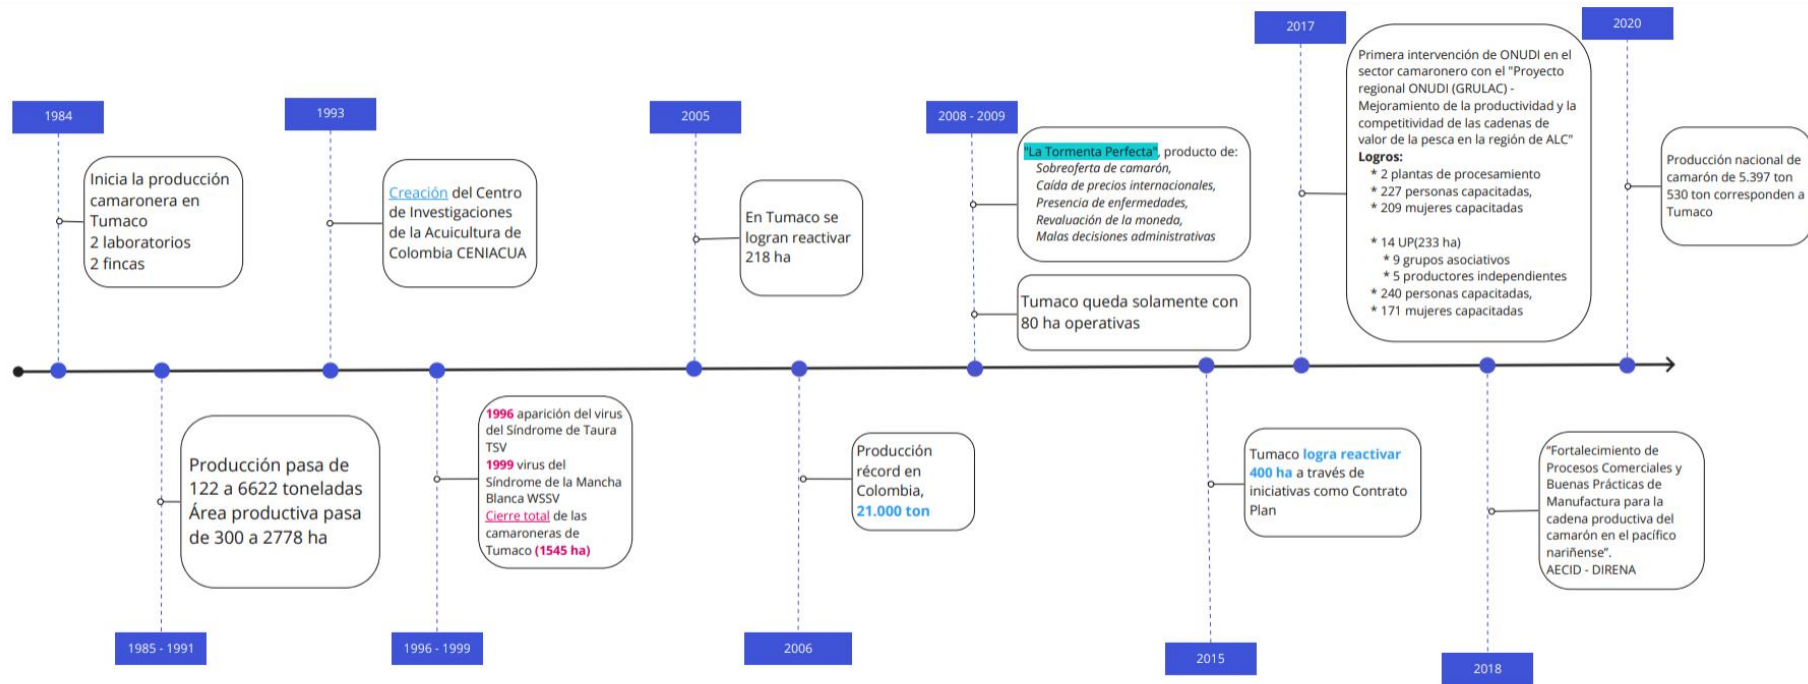 1984
Inicia la producción
camaronera en
Tumaco
2 laboratorios
2 fincas
1985 - 1991
Producción pasa de
122 a 6622 toneladas
Área productiva pasa
de 300 a 2778 ha
1993
Creación del Centro
de Investigaciones
de la Acuicultura de
Colombia CENIACUA
1996 - 1999
1996 aparición del virus
del Síndrome de Taura
TSV
1999 virus del
Síndrome de la Mancha
Blanca WSSV
Cierre total de las
camaroneras de
Tumaco (1545 ha)
2005
En Tumaco se
logran reactivar
218 ha
2006
Producción
récord en
Colombia,
21.000 ton
2008 - 2009
"La Tormenta Perfecta", producto de:
Sobreoferta de camarón,
Caída de precios internacionales,
Presencia de enfermedades,
Revaluación de la moneda,
Malas decisiones administrativas
Tumaco queda solamente con
80 ha operativas
2015
Tumaco logra reactivar
400 ha a través de
iniciativas como Contrato
Plan
2017
Primera intervención de ONUDI en el
sector camaronero con el "Proyecto
regional ONUDI (GRULAC) -
Mejoramiento de la productividad y la
competitividad de las cadenas de
valor de la pesca en la región de ALC"
Logros:
* 2 plantas de procesamiento
* 227 personas capacitadas,
* 209 mujeres capacitadas
* 14 UP(233 ha)
* 9 grupos asociativos
* 5 productores independientes
* 240 personas capacitadas,
* 171 mujeres capacitadas
2018
"Fortalecimiento de
Procesos Comerciales y
Buenas Prácticas de
Manufactura para la
cadena productiva del
camarón en el pacífico
nariñense".
AECID - DIRENA
2020
Producción nacional de
camarón de 5.397 ton
530 ton corresponden a
Tumaco